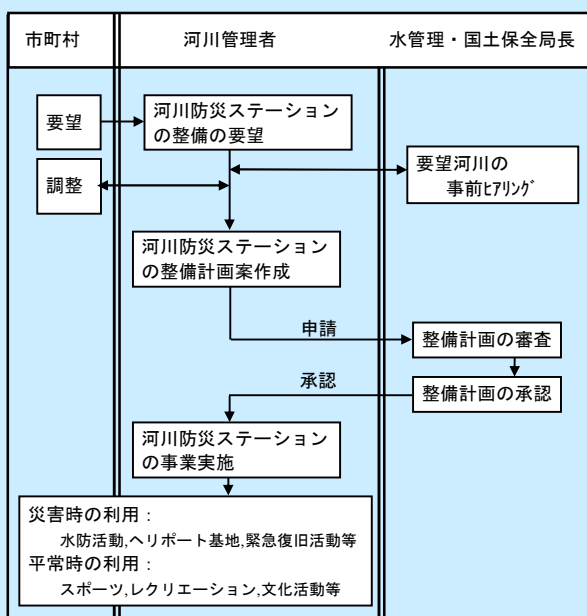 市町村
河川管理者
水管理・国土保全局長
要望
河川防災ステーション
の整備の要望
調整
要望河川の
事前ﾋｱﾘﾝｸﾞ
河川防災ステーション
の整備計画案作成
申請
整備計画の審査
承認
整備計画の承認
河川防災ステーション
の事業実施
災害時の利用：
水防活動,ヘリポート基地,緊急復旧活動等
平常時の利用：
スポーツ,レクリエーション,文化活動等